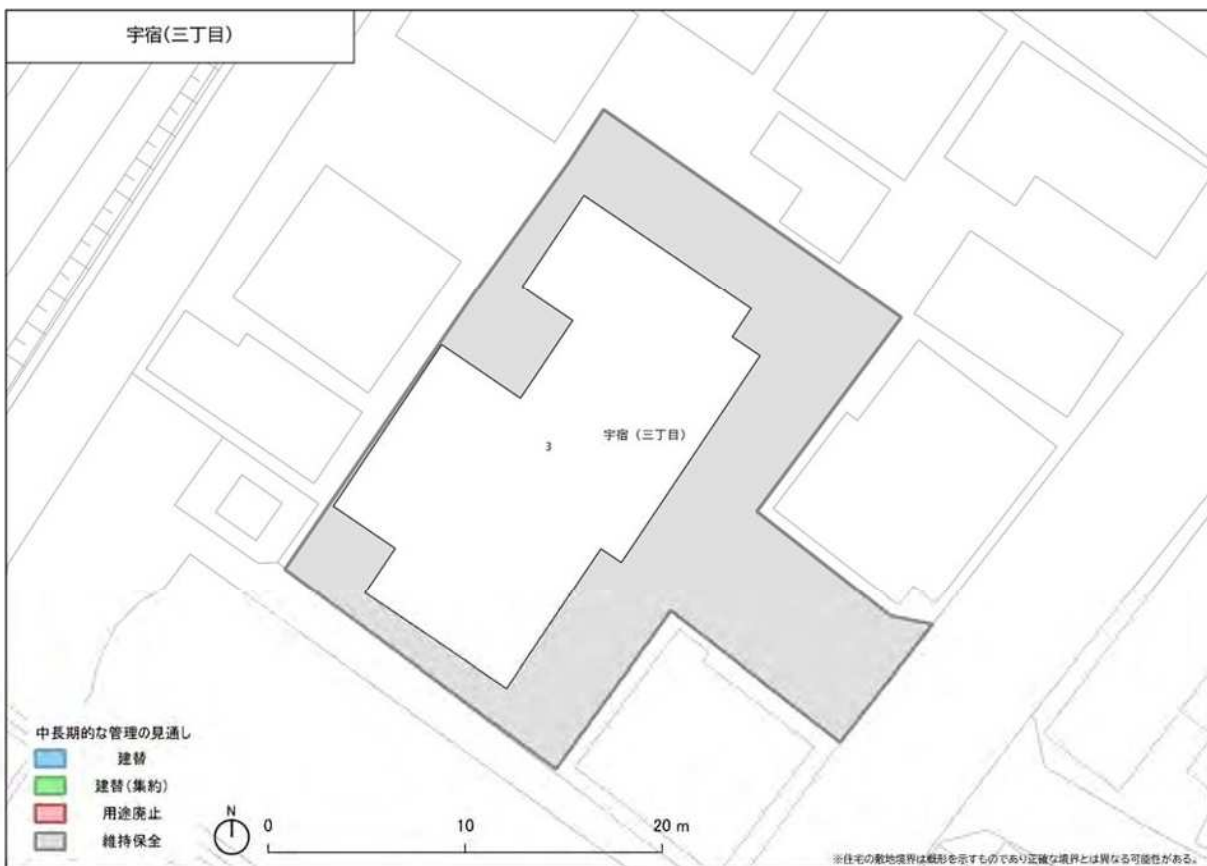 宇宿(三丁目)
宇宿（三丁目）
3
中長期的な管理の見通し
建替
建替(集約)
用途廃止
維持保全
N
0 10 20 m
※住宅の敷地境界は概形を示すものであり正確な境界とは異なる可能性がある。